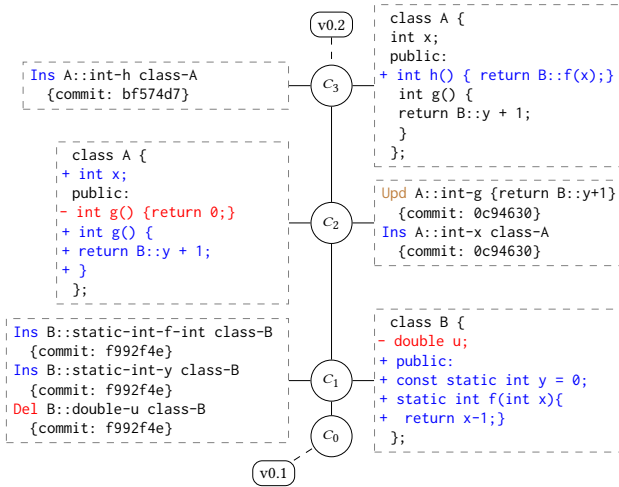 v0.2
Ins A::int-h class-A
{commit: bf574d7}
C3
class A {
int x;
public:
+ int h() { return B::f(x);}
int g() {
return B::y + 1;
}
};
class A {
+ int x;
public:
- int g() {return 0;}
+ int g() {
+ return B::y + 1;
+ }
};
C2
Upd A::int-g {return B::y+1}
{commit: 0c94630}
Ins A::int-x class-A
{commit: 0c94630}
Ins B::static-int-f-int class-B
{commit: f992f4e}
Ins B::static-int-y class-B
{commit: f992f4e}
Del B::double-u class-B
{commit: f992f4e}
C1
class B {
- double u;
+ public:
+ const static int y = 0;
+ static int f(int x){
+ return x-1;}
};
C0
v0.1